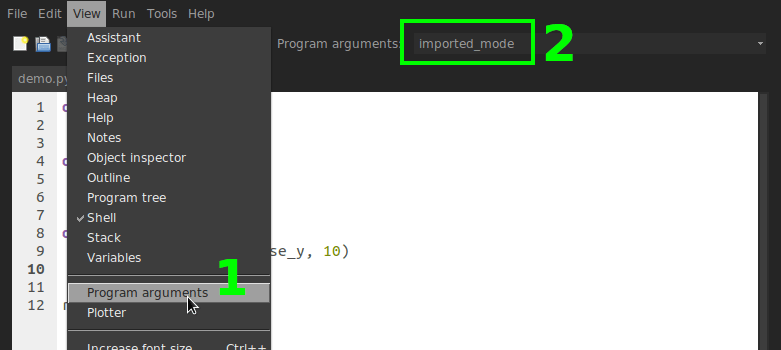 File Edit View Run Tools Help
Program arguments: imported_mode 2
demo.py
Assistant
Exception
Files
Heap
Help
Notes
Object inspector
Outline
Program tree
✓ Shell
Stack
Variables
1
Program arguments
Plotter
Increase font size Ctrl++
1
2
3
4
5
6
7
8
9 se_y, 10)
10
11
12